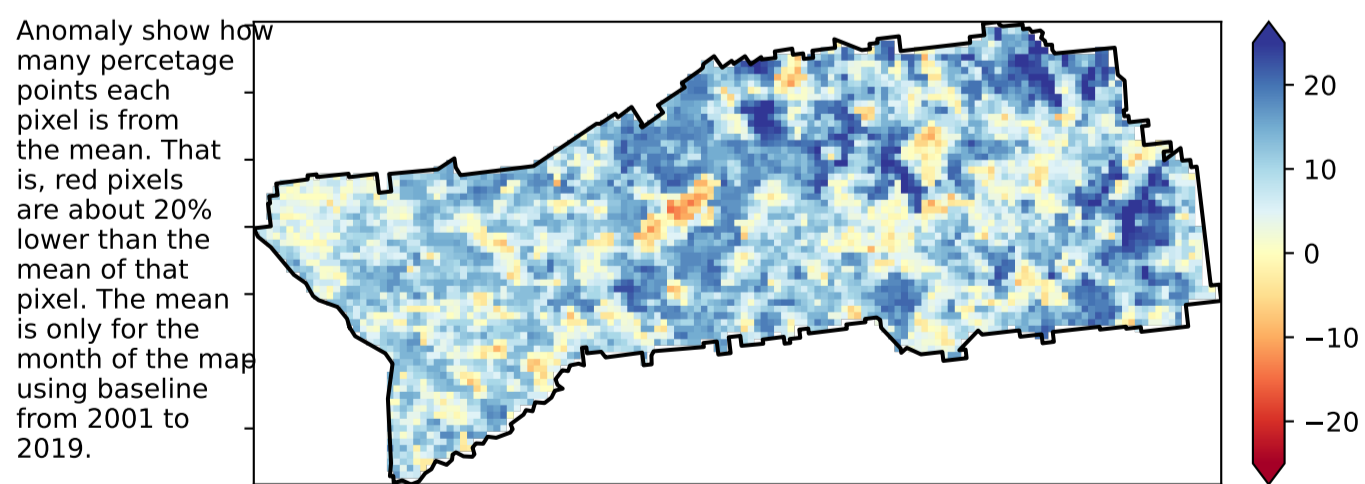 Anomaly show how
many percetage
points each
pixel is from
the mean. That
is, red pixels
are about 20%
lower than the
mean of that
pixel. The mean
is only for the
month of the map
using baseline
from 2001 to
2019.
20
10
0
−10
−20